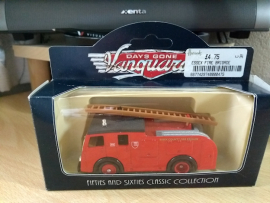 xenta
DAYS GONE
Vanguards
£4.75
ESSEX FIRE BRIGADE
FIFTIES AND SIXTIES CLASSIC COLLECTION